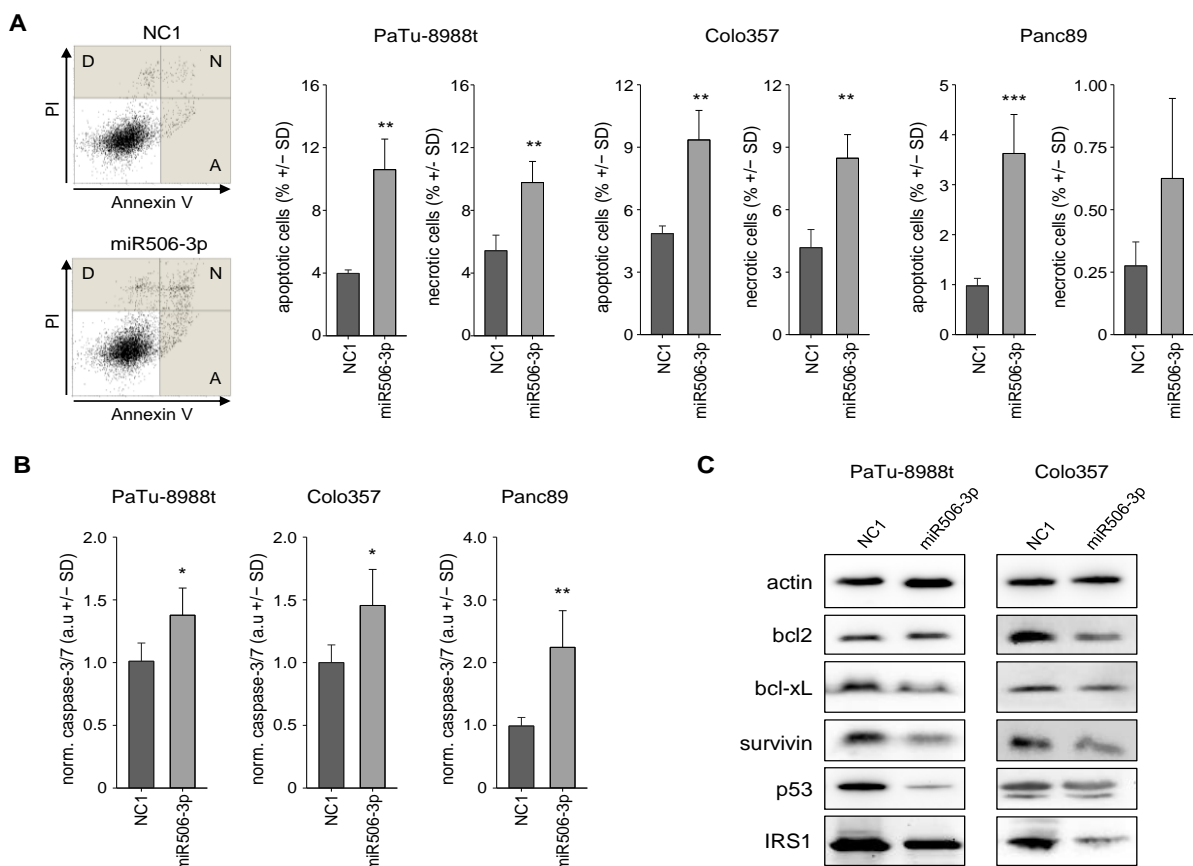 A
NC1
D
N
A
PI
Annexin V
miR506-3p
D
N
A
PI
Annexin V
PaTu-8988t
apoptotic cells (% +/− SD)
16
12
8
4
0
**
NC1
miR506-3p
necrotic cells (% +/− SD)
16
12
8
4
0
**
NC1
miR506-3p
Colo357
apoptotic cells (% +/− SD)
12
9
6
3
0
**
NC1
miR506-3p
necrotic cells (% +/− SD)
12
9
6
3
0
**
NC1
miR506-3p
Panc89
apoptotic cells (% +/− SD)
5
4
3
2
1
0
***
NC1
miR506-3p
necrotic cells (% +/− SD)
1.00
0.75
0.50
0.25
0
NC1
miR506-3p
B
PaTu-8988t
norm. caspase-3/7 (a.u +/− SD)
2.0
1.5
1.0
0.5
0
*
NC1
miR506-3p
Colo357
norm. caspase-3/7 (a.u +/− SD)
2.0
1.5
1.0
0.5
0
*
NC1
miR506-3p
Panc89
norm. caspase-3/7 (a.u +/− SD)
4.0
3.0
2.0
1.0
0
**
NC1
miR506-3p
C
PaTu-8988t
Colo357
NC1
miR506-3p
NC1
miR506-3p
actin
bcl2
bcl-xL
survivin
p53
IRS1